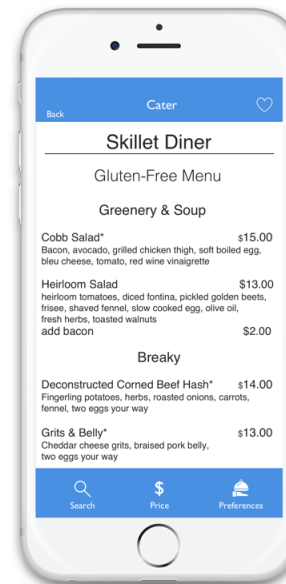 Cater
Back
Skillet Diner
Gluten-Free Menu
Greenery & Soup
Cobb Salad* $15.00
Bacon, avocado, grilled chicken thigh, soft boiled egg,
bleu cheese, tomato, red wine vinaigrette
Heirloom Salad $13.00
heirloom tomatoes, diced fontina, pickled golden beets,
frisee, shaved fennel, slow cooked egg, olive oil,
fresh herbs, toasted walnuts
add bacon $2.00
Breaky
Deconstructed Corned Beef Hash* $14.00
Fingerling potatoes, herbs, roasted onions, carrots,
fennel, two eggs your way
Grits & Belly* $13.00
Cheddar cheese grits, braised pork belly,
two eggs your way
$
Search Price Preferences